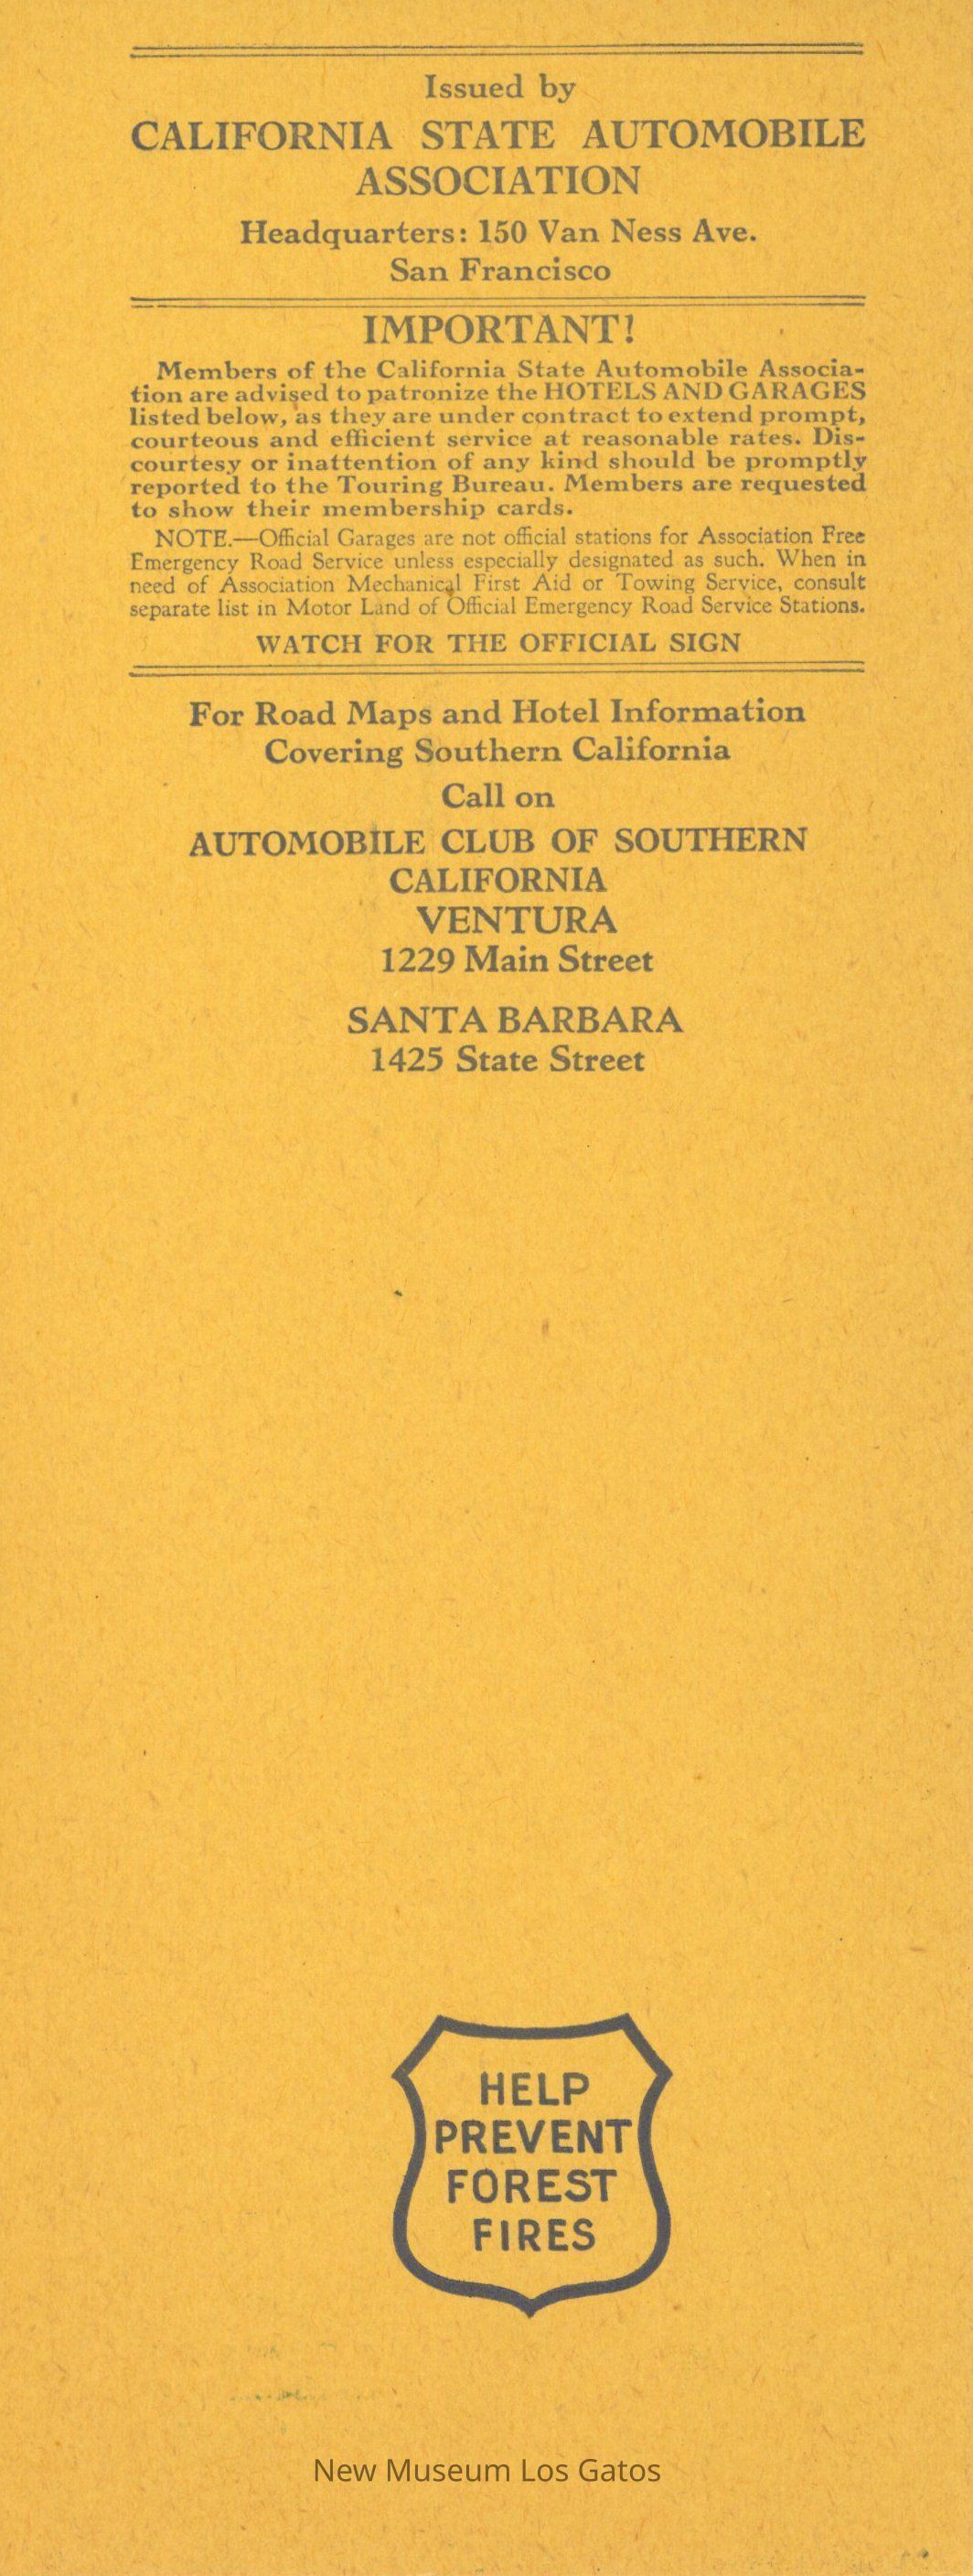 Issued by
CALIFORNIA STATE AUTOMOBILE
ASSOCIATION
Headquarters: 150 Van Ness Ave.
San Francisco
IMPORTANT!
Members of the California State Automobile Associa-
tion are advised to patronize the HOTELS AND GARAGES
listed below, as they are under contract to extend prompt,
courteous and efficient service at reasonable rates. Dis-
courtesy or inattention of any kind should be promptly
reported to the Touring Bureau. Members are requested
to show their membership cards.
NOTE.—Official Garages are not official stations for Association Free
Emergency Road Service unless especially designated as such. When in
need of Association Mechanical First Aid or Towing Service, consult
separate list in Motor Land of Official Emergency Road Service Stations.
WATCH FOR THE OFFICIAL SIGN
For Road Maps and Hotel Information
Covering Southern California
Call on
AUTOMOBILE CLUB OF SOUTHERN
CALIFORNIA
VENTURA
1229 Main Street
SANTA BARBARA
1425 State Street
HELP
PREVENT
FOREST
FIRES
New Museum Los Gatos